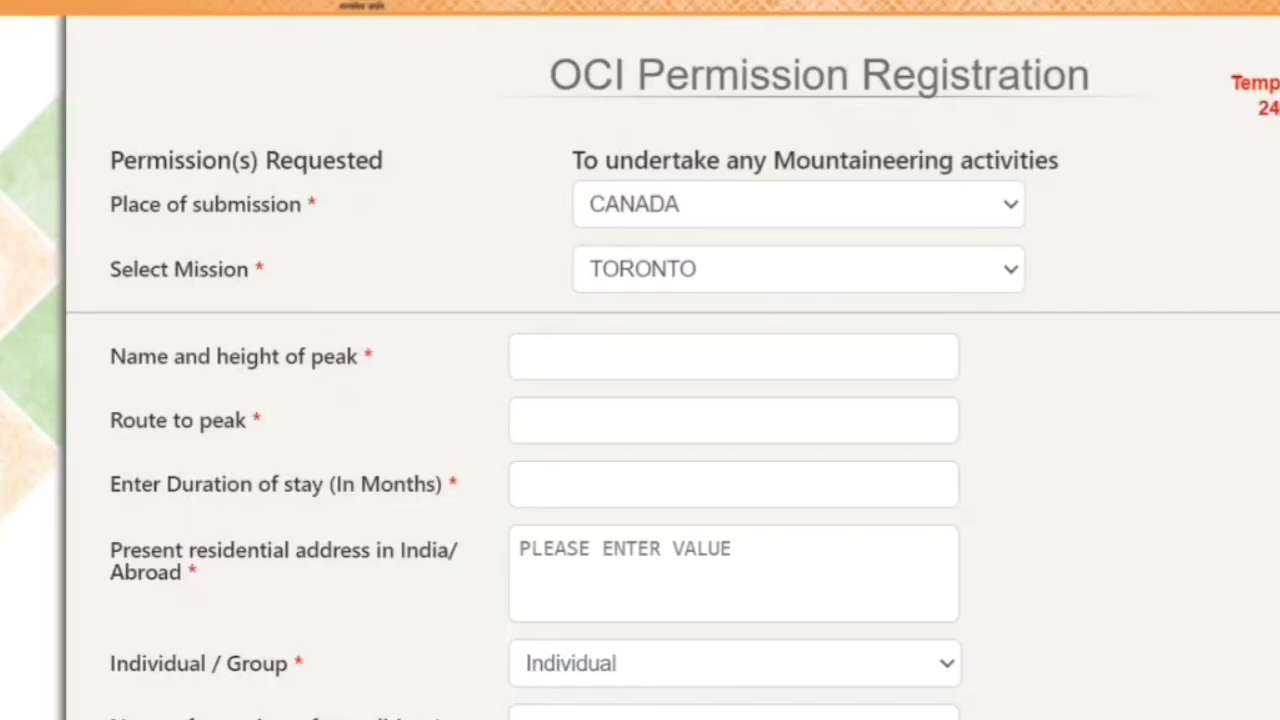 OCI Permission Registration
Temp
24
Permission(s) Requested To undertake any Mountaineering activities
Place of submission * CANADA
Select Mission * TORONTO
Name and height of peak *
Route to peak *
Enter Duration of stay (In Months) *
Present residential address in India/ PLEASE ENTER VALUE
Abroad *
Individual / Group * Individual